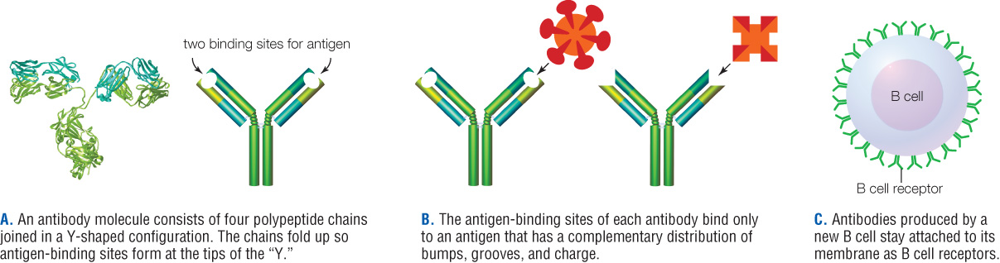 two binding sites for antigen
B cell
B cell receptor
A. An antibody molecule consists of four polypeptide chains
joined in a Y-shaped configuration. The chains fold up so
antigen-binding sites form at the tips of the “Y.”
B. The antigen-binding sites of each antibody bind only
to an antigen that has a complementary distribution of
bumps, grooves, and charge.
C. Antibodies produced by a
new B cell stay attached to its
membrane as B cell receptors.